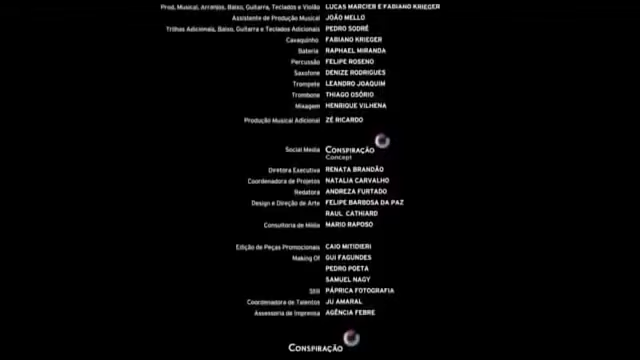 Prod. Musical, Arranjos, Baixo, Guitarra, Teclados e Violão LUCAS MARCIER E FABIANO KRIEGER
Assistente de Produção Musical JOÃO MELLO
Trilhas Adicionais, Baixo, Guitarra e Teclados Adicionais PEDRO SODRÉ
Cavaquinho FABIANO KRIEGER
Bateria RAPHAEL MIRANDA
Percussão FELIPE ROSENO
Saxofone DENIZE RODRIGUES
Trompete LEANDRO JOAQUIM
Trombone THIAGO OSÓRIO
Mixagem HENRIQUE VILHENA
Produção Musical Adicional ZÉ RICARDO
Social Media CONSPIRAÇÃO
Concept
Diretora Executiva RENATA BRANDÃO
Coordenadora de Projetos NATALIA CARVALHO
Redatora ANDREZA FURTADO
Design e Direção de Arte FELIPE BARBOSA DA PAZ
RAUL CATHIARD
Consultoria de Mídia MARIO RAPOSO
Edição de Peças Promocionais CAIO MITIDIERI
Making Of GUI FAGUNDES
PEDRO POETA
SAMUEL NAGY
Still PÁPRICA FOTOGRAFIA
Coordenadora de Talentos JU AMARAL
Assessoria de Imprensa AGÊNCIA FEBRE
CONSPIRAÇÃO